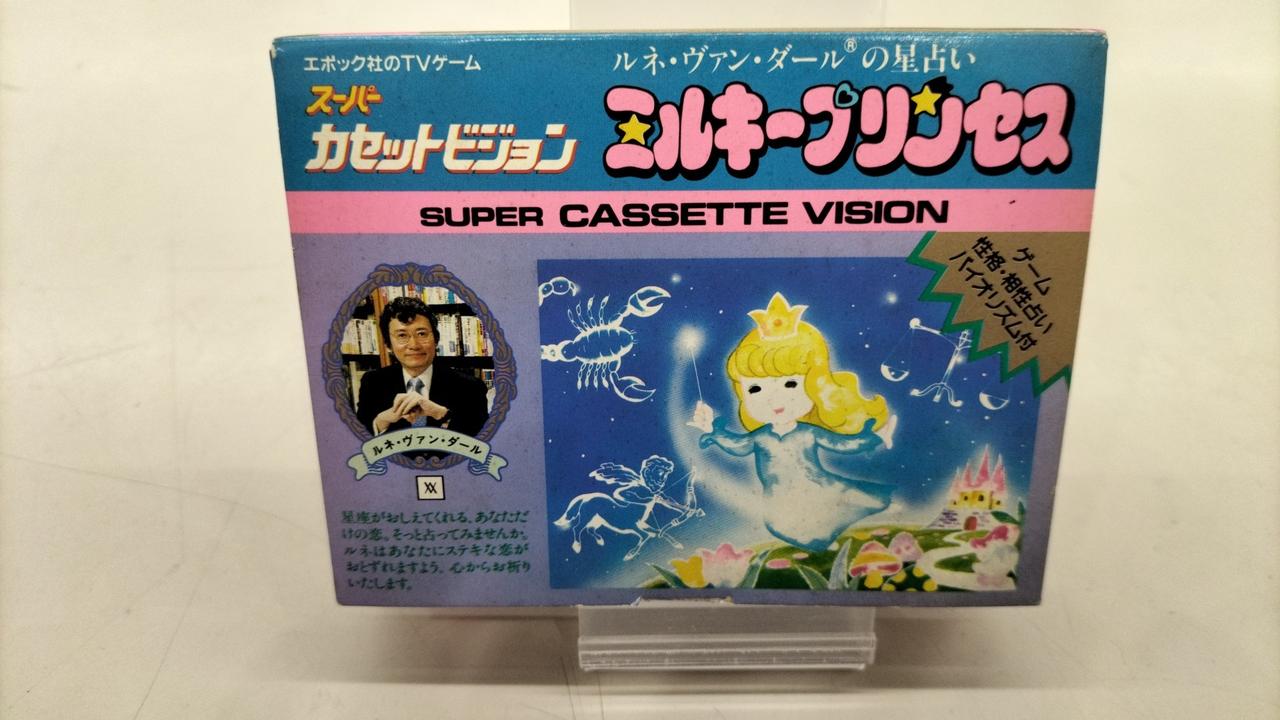 エポック社のTVゲーム
スーパー
カセットビジョン
ルネ・ヴァン・ダール®の星占い
ミルキープリンセス
SUPER CASSETTE VISION
ゲーム
性格・相性占い
バイオリズム付
ルネ・ヴァン・ダール
星座がおしえてくれる、あなただ
けの恋。そっと占ってみませんか。
ルネはあなたにステキな恋が
おとずれますよう、心からお祈り
いたします。